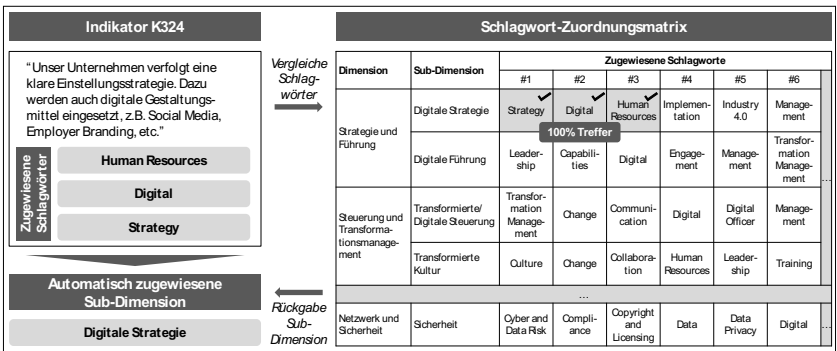 Indikator K324
Schlagwort-Zuordnungsmatrix
"Unser Unternehmen verfolgt eine
klare Einstellungsstrategie. Dazu
werden auch digitale Gestaltungs-
mittel eingesetzt, z.B. Social Media,
Employer Branding, etc."
Zugewiesene
Schlagwörter
Human Resources
Digital
Strategy
Automatisch zugewiesene
Sub-Dimension
Digitale Strategie
Vergleiche
Schlag-
wörter
Rückgabe
Sub-
Dimension
Dimension
Sub-Dimension
Zugewiesene Schlagworte
#1 #2 #3 #4 #5 #6
Strategie und
Führung
Digitale Strategie
Strategy
Digital
Human
Resources
Implemen-
tation
Industry
4.0
Manage-
ment
100% Treffer
Digitale Führung
Leader-
ship
Capabili-
ties
Digital
Engage-
ment
Manage-
ment
Transfor-
mation
Manage-
ment
...
Steuerung und
Transforma-
tionsmanage-
ment
Transformierte/
Digitale Steuerung
Transfor-
mation
Manage-
ment
Change
Communi-
cation
Digital
Digital
Officer
Manage-
ment
Transformierte
Kultur
Culture
Change
Collabora-
tion
Human
Resources
Leader-
ship
Training
...
Netzwerk und
Sicherheit
Sicherheit
Cyber and
Data Risk
Compli-
ance
Copyright
and
Licensing
Data
Data
Privacy
Digital
...